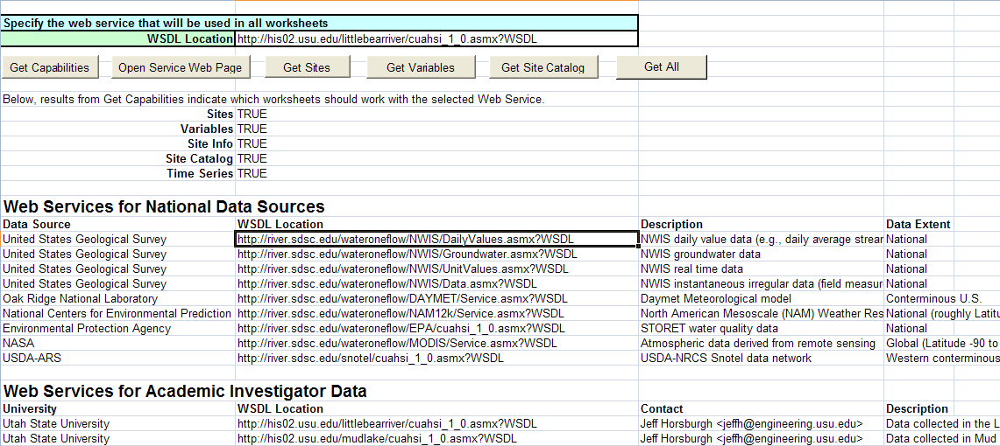 Specify the web service that will be used in all worksheets
WSDL Location http://his02.usu.edu/littlebearriver/cuahsi_1_0.asmx?WSDL
Get Capabilities Open Service Web Page Get Sites Get Variables Get Site Catalog Get All
Below, results from Get Capabilities indicate which worksheets should work with the selected Web Service.
Sites TRUE
Variables TRUE
Site Info TRUE
Site Catalog TRUE
Time Series TRUE
Web Services for National Data Sources
Data Source WSDL Location Description Data Extent
United States Geological Survey http://river.sdsc.edu/wateroneflow/NWIS/DailyValues.asmx?WSDL NWIS daily value data (e.g., daily average strear National
United States Geological Survey http://river.sdsc.edu/wateroneflow/NWIS/Groundwater.asmx?WSDL NWIS groundwater data National
United States Geological Survey http://river.sdsc.edu/wateroneflow/NWIS/UnitValues.asmx?WSDL NWIS real time data National
United States Geological Survey http://river.sdsc.edu/wateroneflow/NWIS/Data.asmx?WSDL NWIS instantaneous irregular data (field measur National
Oak Ridge National Laboratory http://river.sdsc.edu/wateroneflow/DAYMET/Service.asmx?WSDL Daymet Meteorological model Conterminous U.S.
National Centers for Environmental Prediction http://river.sdsc.edu/wateroneflow/NAM12k/Service.asmx?WSDL North American Mesoscale (NAM) Weather Res National (roughly Latitu
Environmental Protection Agency http://river.sdsc.edu/wateroneflow/EPA/cuahsi_1_0.asmx?WSDL STORET water quality data National
NASA http://river.sdsc.edu/wateroneflow/MODIS/Service.asmx?WSDL Atmospheric data derived from remote sensing Global (Latitude -90 to
USDA-ARS http://river.sdsc.edu/snotel/cuahsi_1_0.asmx?WSDL USDA-NRCS Snotel data network Western conterminous
Web Services for Academic Investigator Data
University WSDL Location Contact Description
Utah State University http://his02.usu.edu/littlebearriver/cuahsi_1_0.asmx?WSDL Jeff Horsburgh <jeffh@engineering.usu.edu> Data collected in the L
Utah State University http://his02.usu.edu/mudlake/cuahsi_1_0.asmx?WSDL Jeff Horsburgh <jeffh@engineering.usu.edu> Data collected in Mud